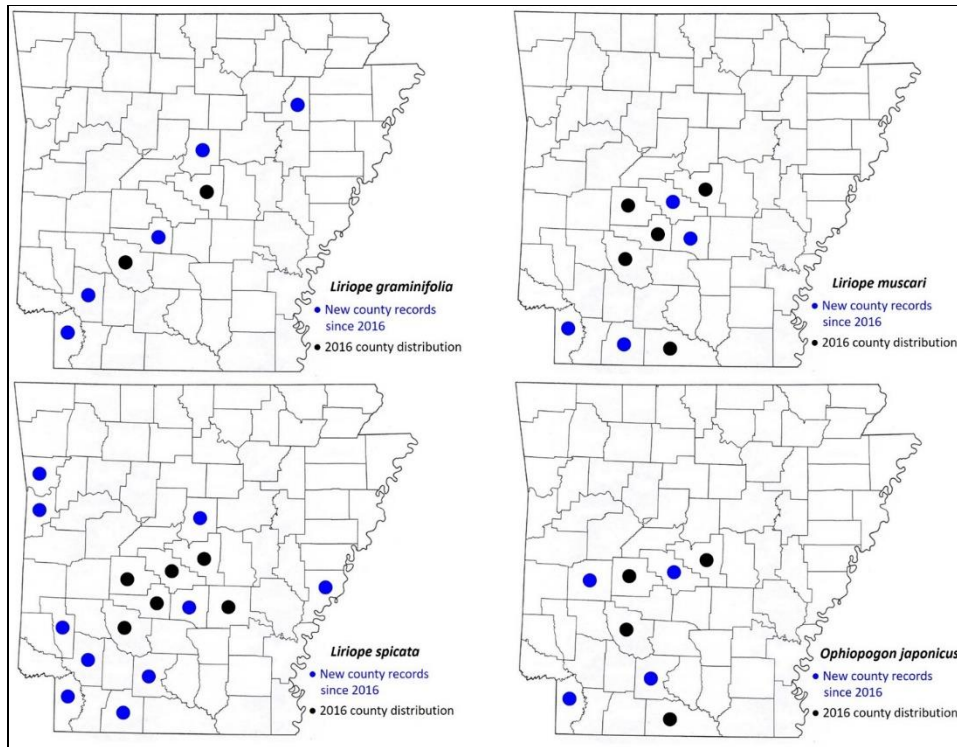 Liriope graminifolia
New county records
since 2016
2016 county distribution
Liriope muscari
New county records
since 2016
2016 county distribution
Liriope spicata
New county records
since 2016
2016 county distribution
Ophiopogon japonicus
New county records
since 2016
2016 county distribution